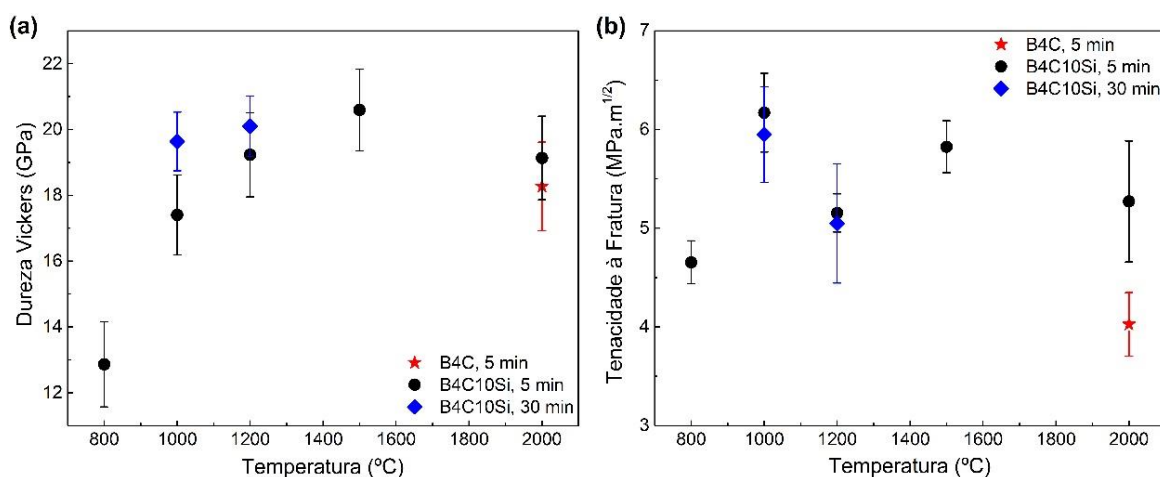 (a)
Dureza Vickers (GPa)
22
20
18
16
14
12
B4C, 5 min
B4C10Si, 5 min
B4C10Si, 30 min
800 1000 1200 1400 1600 1800 2000
Temperatura (ºC)
(b)
Tenacidade à Fratura (MPa.m1/2)
7
6
5
4
3
B4C, 5 min
B4C10Si, 5 min
B4C10Si, 30 min
800 1000 1200 1400 1600 1800 2000
Temperatura (ºC)